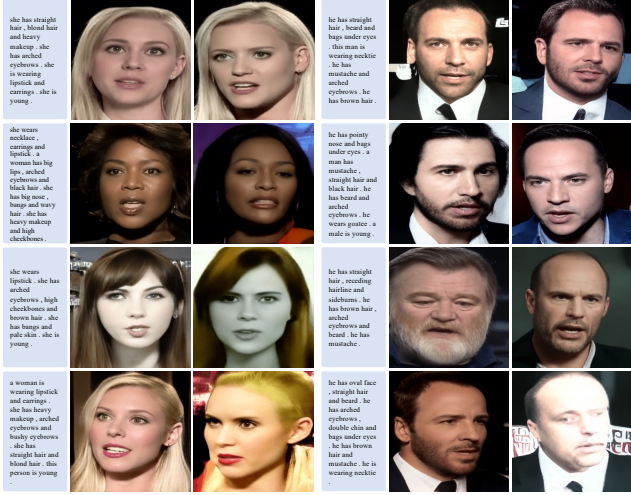 she has straight
hair , blond hair
and heavy
makeup . she
has arched
eyebrows . she
is wearing
lipstick and
earrings . she is
young .
he has straight
hair , beard and
bags under eyes
. this man is
wearing necktie
. he has
mustache and
arched
eyebrows . he
has brown hair .
she wears
necklace ,
earrings and
lipstick . a
woman has big
lips , arched
eyebrows and
black hair . she
has big nose ,
bangs and wavy
hair . she has
heavy makeup
and high
cheekbones .
he has pointy
nose and bags
under eyes . a
man has
mustache ,
straight hair and
black hair . he
has beard and
arched
eyebrows . he
wears goatee . a
male is young .
she wears
lipstick . she has
arched
eyebrows , high
cheekbones and
brown hair . she
has bangs and
pale skin . she is
young .
he has straight
hair , receding
hairline and
sideburns . he
has brown hair ,
arched
eyebrows and
beard . he has
mustache .
a woman is
wearing lipstick
and earrings .
she has heavy
makeup , arched
eyebrows and
bushy eyebrows
. she has
straight hair and
blond hair . this
person is young
.
he has oval face
, straight hair
and beard . he
has arched
eyebrows ,
double chin and
bags under eyes
. he has brown
hair and
mustache . he is
wearing necktie
.